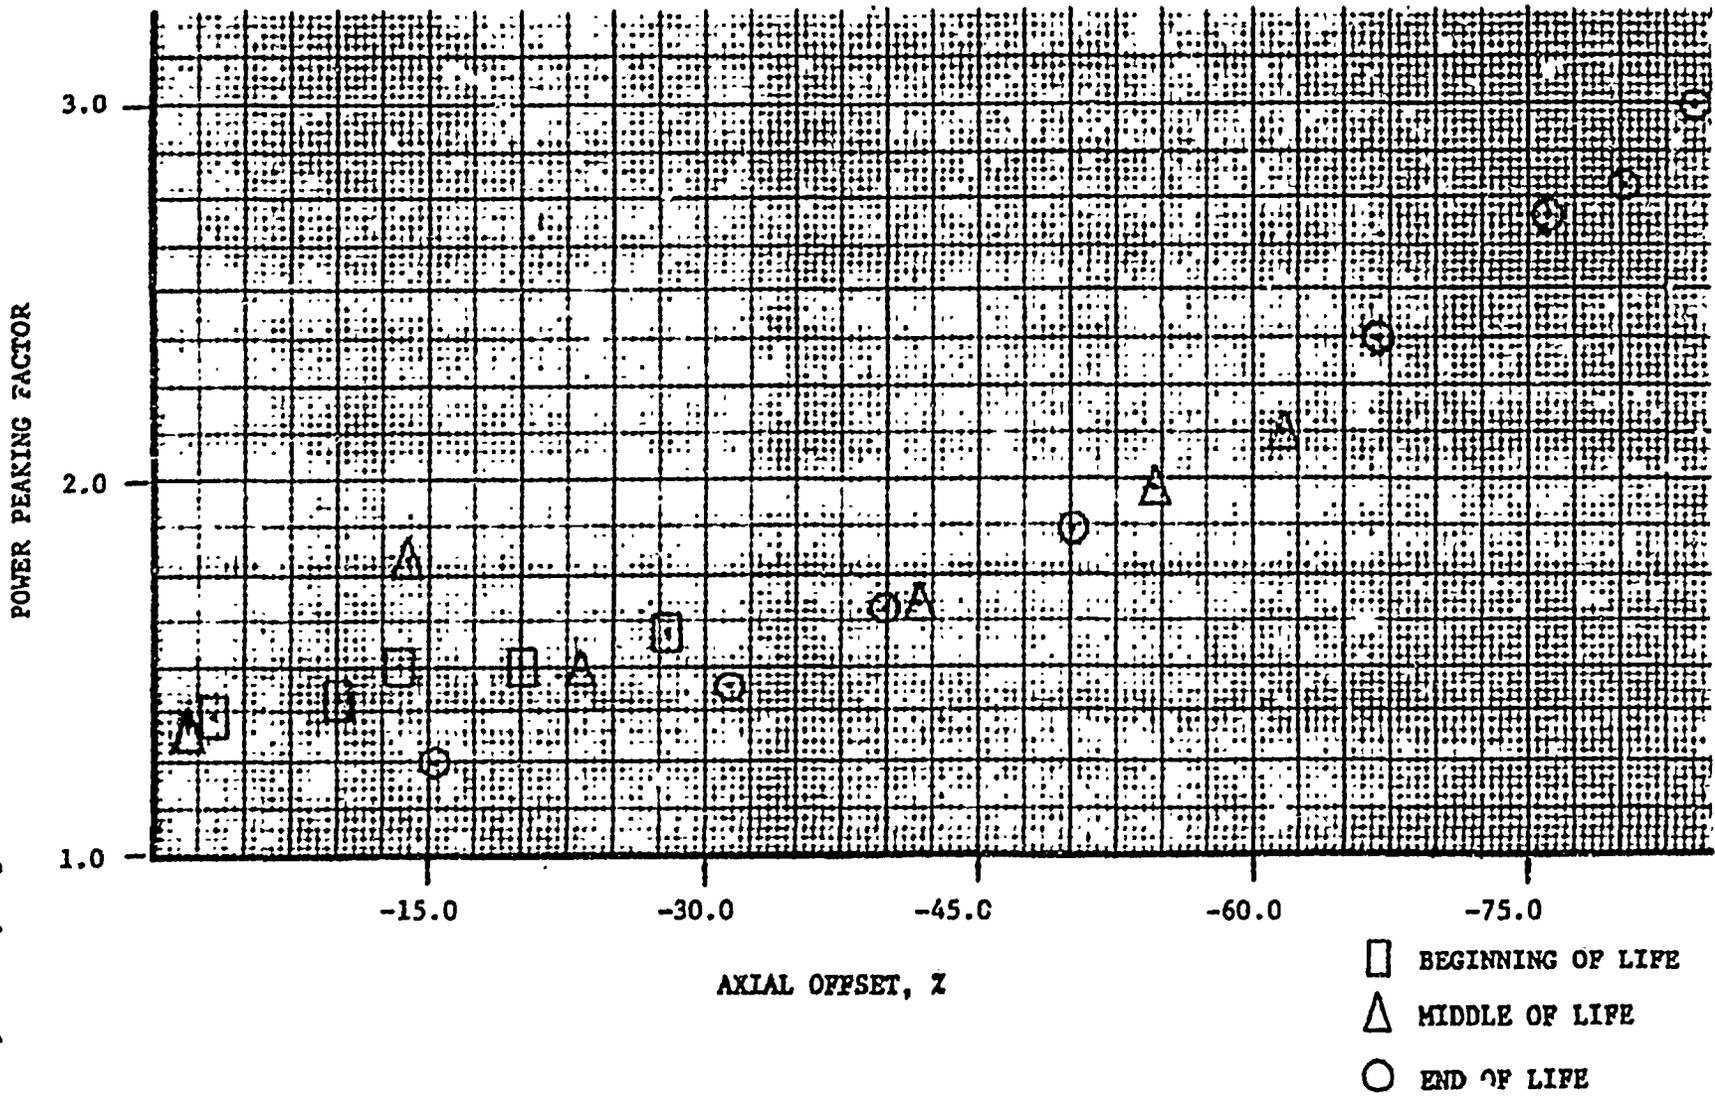 POWER PEAKING FACTOR
3.0
2.0
1.0
-15.0
-30.0
-45.0
-60.0
-75.0
AXIAL OFFSET, %
BEGINNING OF LIFE
MIDDLE OF LIFE
END OF LIFE